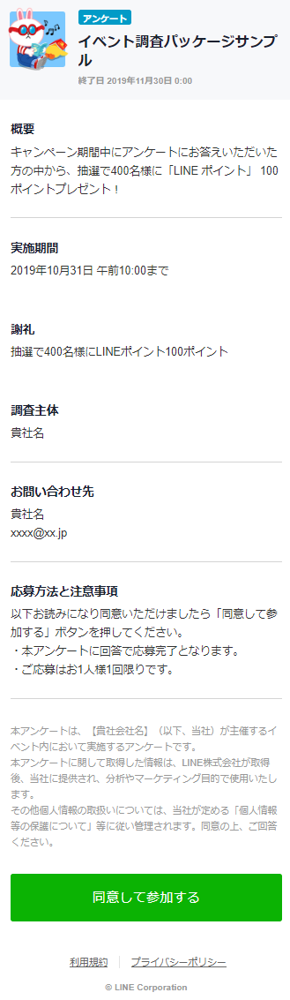 アンケート
イベント調査パッケージサンプ
ル
終了日 2019年11月30日 0:00
概要
キャンペーン期間中にアンケートにお答えいただいた
方の中から、抽選で400名様に「LINE ポイント」 100
ポイントプレゼント！
実施期間
2019年10月31日 午前10:00まで
謝礼
抽選で400名様にLINEポイント100ポイント
調査主体
貴社名
お問い合わせ先
貴社名
xxxx@xx.jp
応募方法と注意事項
以下お読みになり同意いただけましたら「同意して参
加する」ボタンを押してください。
・本アンケートに回答で応募完了となります。
・ご応募はお1人様1回限りです。
本アンケートは、【貴社会社名】（以下、当社）が主催するイ
ベント内において実施するアンケートです。
本アンケートに関して取得した情報は、LINE株式会社が取得
後、当社に提供され、分析やマーケティング目的で使用いたし
ます。
その他個人情報の取扱いについては、当社が定める「個人情報
等の保護について」等に従い管理されます。同意の上、ご回答
ください。
同意して参加する
利用規約 プライバシーポリシー
© LINE Corporation